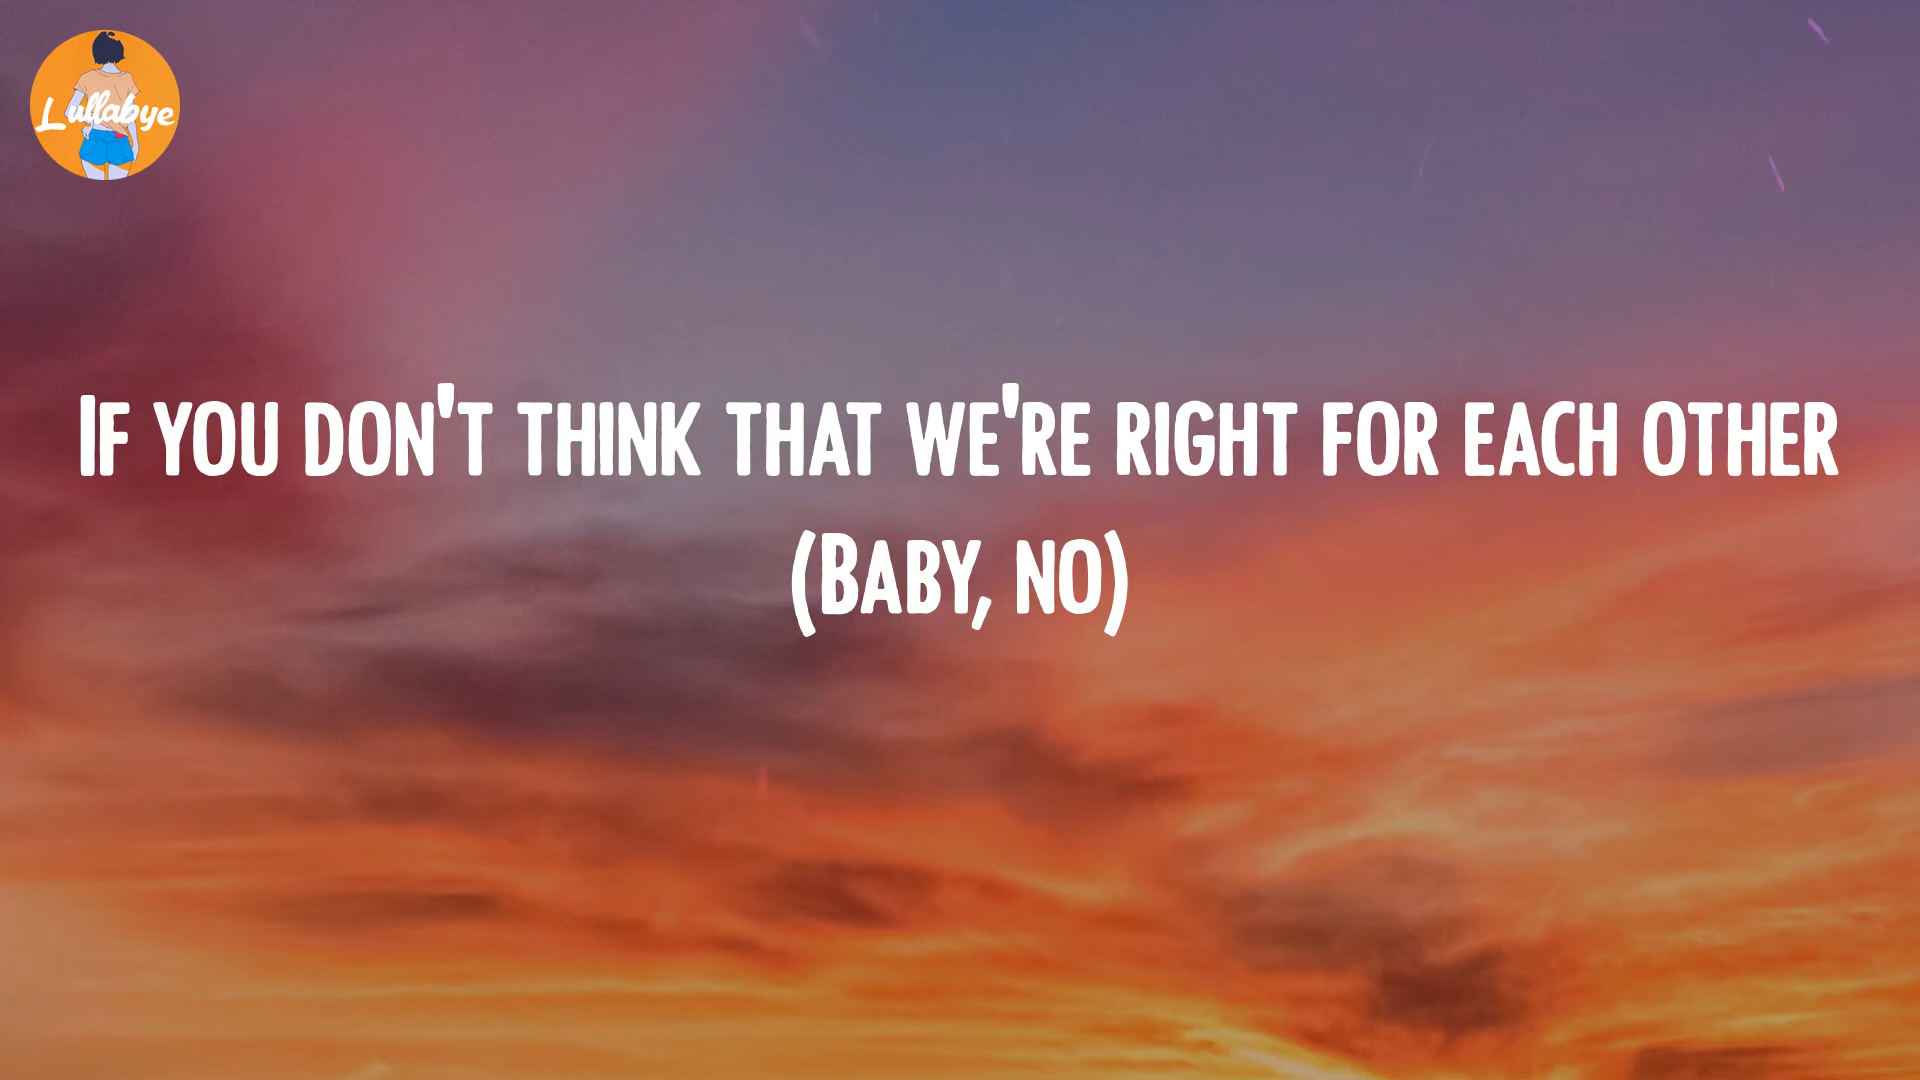 Lullabye
If you don't think that we're right for each other
(Baby, no)